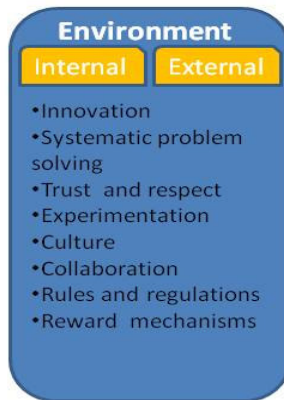 Environment
Internal External
•Innovation
•Systematic problem
solving
•Trust and respect
•Experimentation
•Culture
•Collaboration
•Rules and regulations
•Reward mechanisms